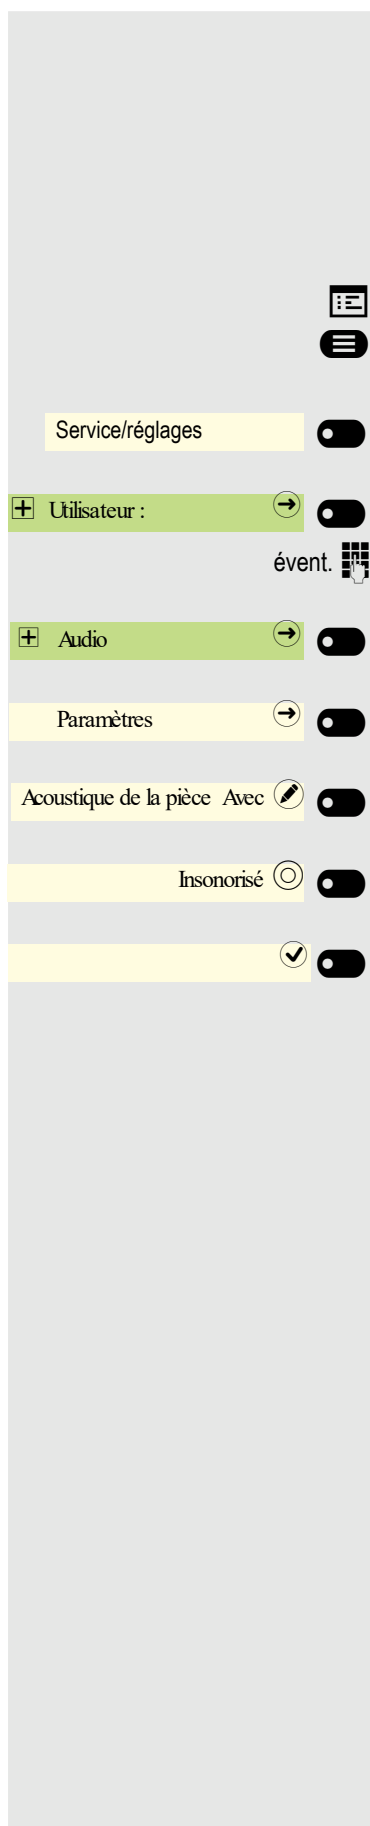 Service/réglages
Utilisateur :
évent.
Audio
Paramètres
Acoustique de la pièce Avec
Insonorisé